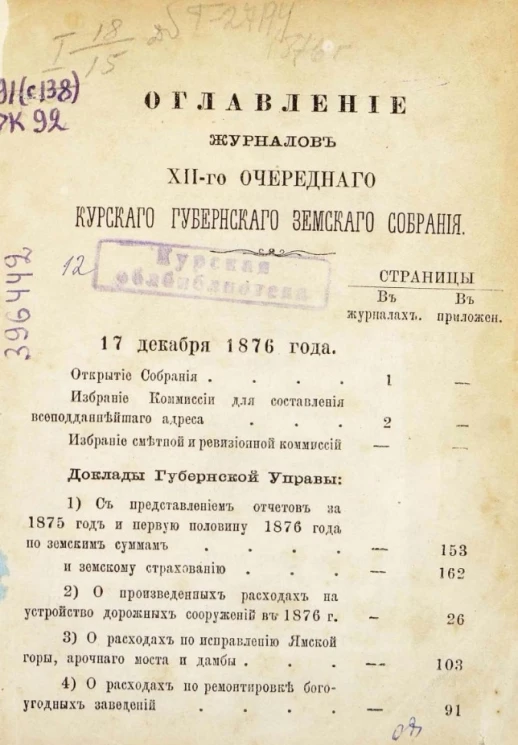 I 18/15
91(с138)
ОГЛАВЛЕНІЕ
ЖУРНАЛОВЪ
XII-го ОЧЕРЕДНАГО
КУРСКАГО ГУБЕРНСКАГО ЗЕМСКАГО СОБРАНІЯ.
12
Курская
облбиблиотека
396449
СТРАНИЦЫ
Въ журналахъ. Въ приложен.
17 декабря 1876 года.
Открытіе Собранія . . . . 1 —
Избраніе Коммиссіи для составленія
всеподданнѣйшаго адреса . . . 2 —
Избраніе смѣтной и ревизіонной коммиссій — —
Доклады Губернской Управы:
1) Съ представленіемъ отчетовъ за
1875 годъ и первую половину 1876 года
по земскимъ суммамъ . . . . — 153
и земскому страхованію . . . — 162
2) О произведенныхъ расходахъ на
устройство дорожныхъ сооруженій въ 1876 г. — 26
3) О расходахъ по исправленію Ямской
горы, арочнаго моста и дамбы . . . — 103
4) О расходахъ по ремонтировкѣ бого-
угодныхъ заведеній . . . . — 91